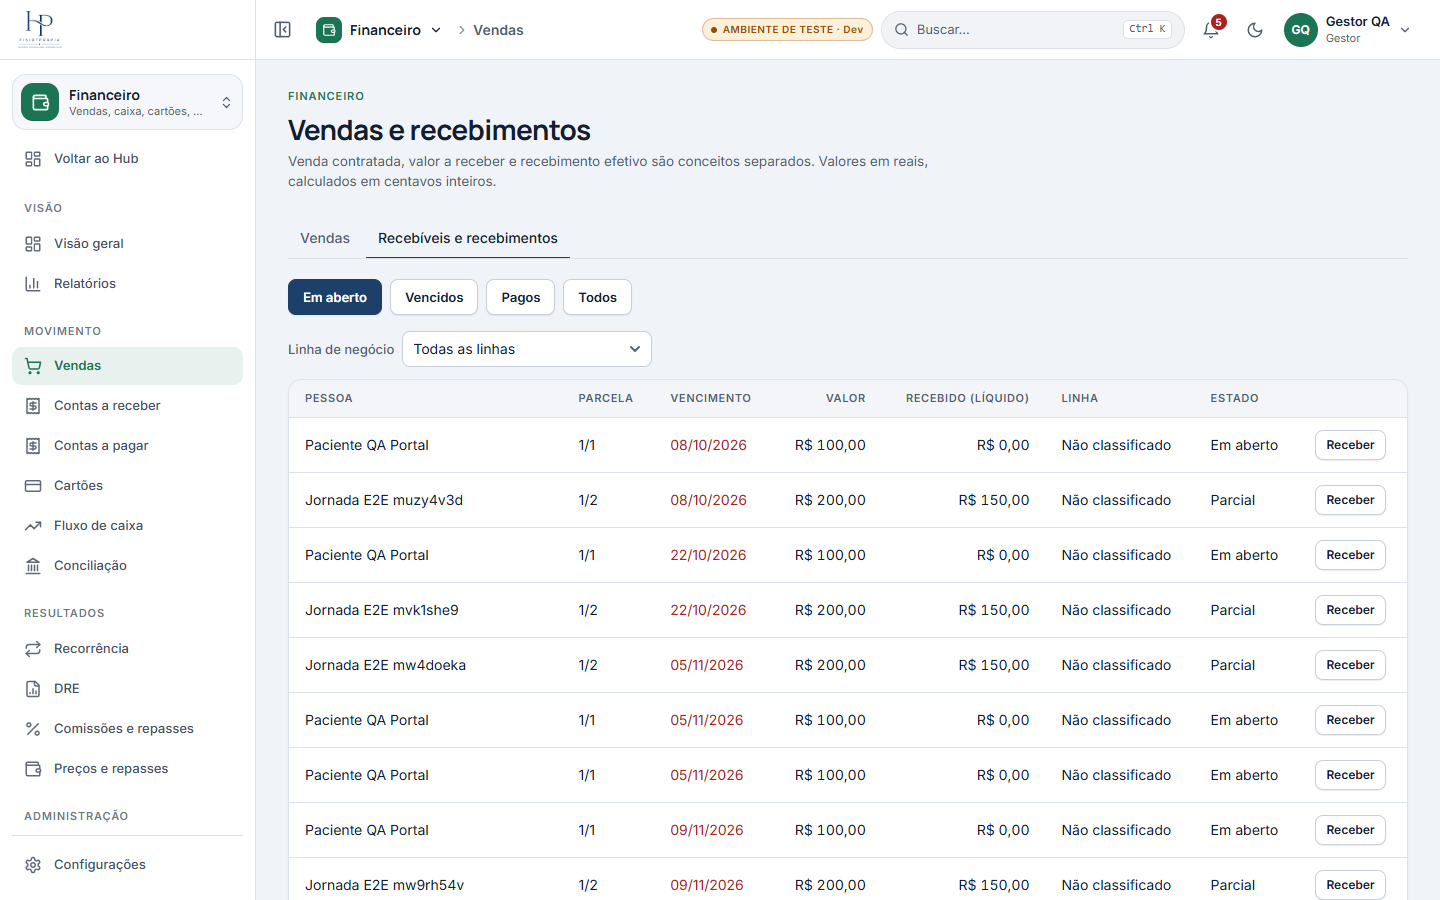 HP
FISIOTERAPIA
Financeiro
Vendas
AMBIENTE DE TESTE · Dev
Buscar...
Ctrl K
5
GQ
Gestor QA
Gestor
Financeiro
Vendas, caixa, cartões, ...
Voltar ao Hub
VISÃO
Visão geral
Relatórios
MOVIMENTO
Vendas
Contas a receber
Contas a pagar
Cartões
Fluxo de caixa
Conciliação
RESULTADOS
Recorrência
DRE
Comissões e repasses
Preços e repasses
ADMINISTRAÇÃO
Configurações
FINANCEIRO
Vendas e recebimentos
Venda contratada, valor a receber e recebimento efetivo são conceitos separados. Valores em reais,
calculados em centavos inteiros.
Vendas
Recebíveis e recebimentos
Em aberto
Vencidos
Pagos
Todos
Linha de negócio
Todas as linhas
PESSOA PARCELA VENCIMENTO VALOR RECEBIDO (LÍQUIDO) LINHA ESTADO
Paciente QA Portal 1/1 08/10/2026 R$ 100,00 R$ 0,00 Não classificado Em aberto Receber
Jornada E2E muzy4v3d 1/2 08/10/2026 R$ 200,00 R$ 150,00 Não classificado Parcial Receber
Paciente QA Portal 1/1 22/10/2026 R$ 100,00 R$ 0,00 Não classificado Em aberto Receber
Jornada E2E mvk1she9 1/2 22/10/2026 R$ 200,00 R$ 150,00 Não classificado Parcial Receber
Jornada E2E mw4doeka 1/2 05/11/2026 R$ 200,00 R$ 150,00 Não classificado Parcial Receber
Paciente QA Portal 1/1 05/11/2026 R$ 100,00 R$ 0,00 Não classificado Em aberto Receber
Paciente QA Portal 1/1 05/11/2026 R$ 100,00 R$ 0,00 Não classificado Em aberto Receber
Paciente QA Portal 1/1 09/11/2026 R$ 100,00 R$ 0,00 Não classificado Em aberto Receber
Jornada E2E mw9rh54v 1/2 09/11/2026 R$ 200,00 R$ 150,00 Não classificado Parcial Receber